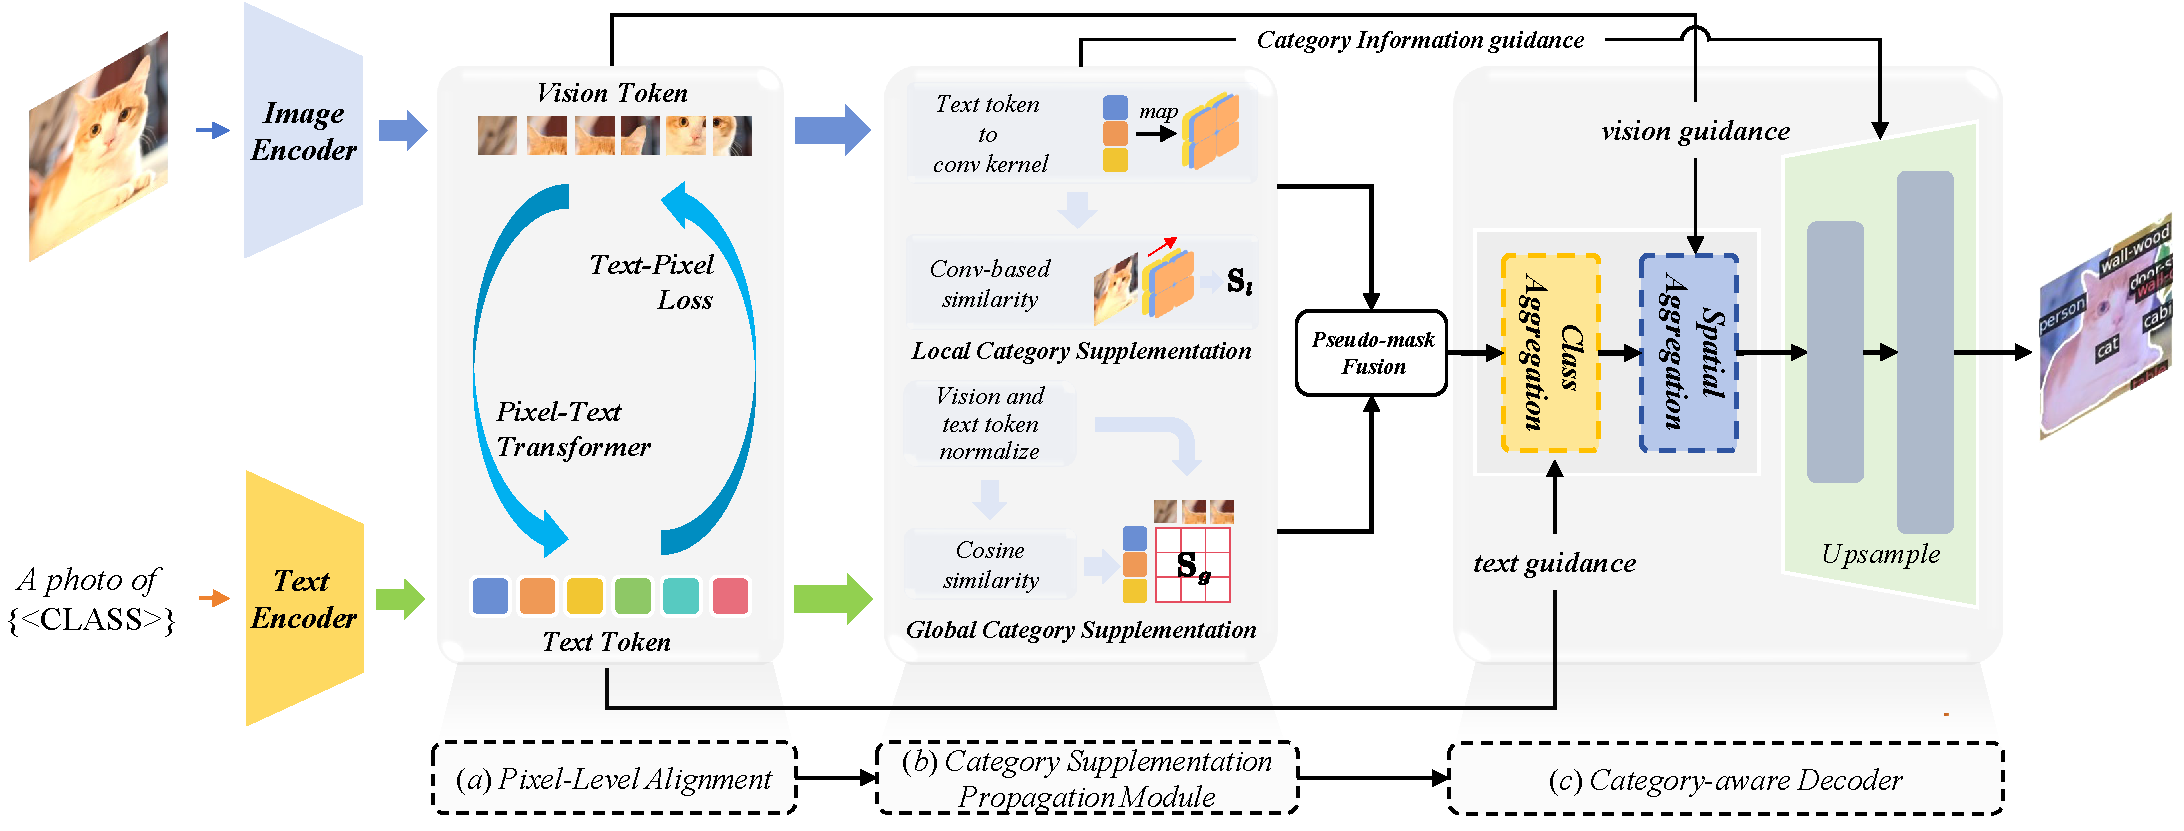 Category Information guidance
Image
Encoder
Vision Token
Text-Pixel
Loss
Pixel-Text
Transformer
A photo of
{<CLASS>}
Text
Encoder
Text Token
Text token
to
conv kernel
map
Conv-based
similarity
S_l
Local Category Supplementation
Vision and
text token
normalize
Cosine
similarity
S_g
Global Category Supplementation
Pseudo-mask
Fusion
vision guidance
Class
Aggregation
Spatial
Aggregation
text guidance
Upsample
wall-wood
person
cat
(a) Pixel-Level Alignment
(b) Category Supplementation
Propagation Module
(c) Category-aware Decoder